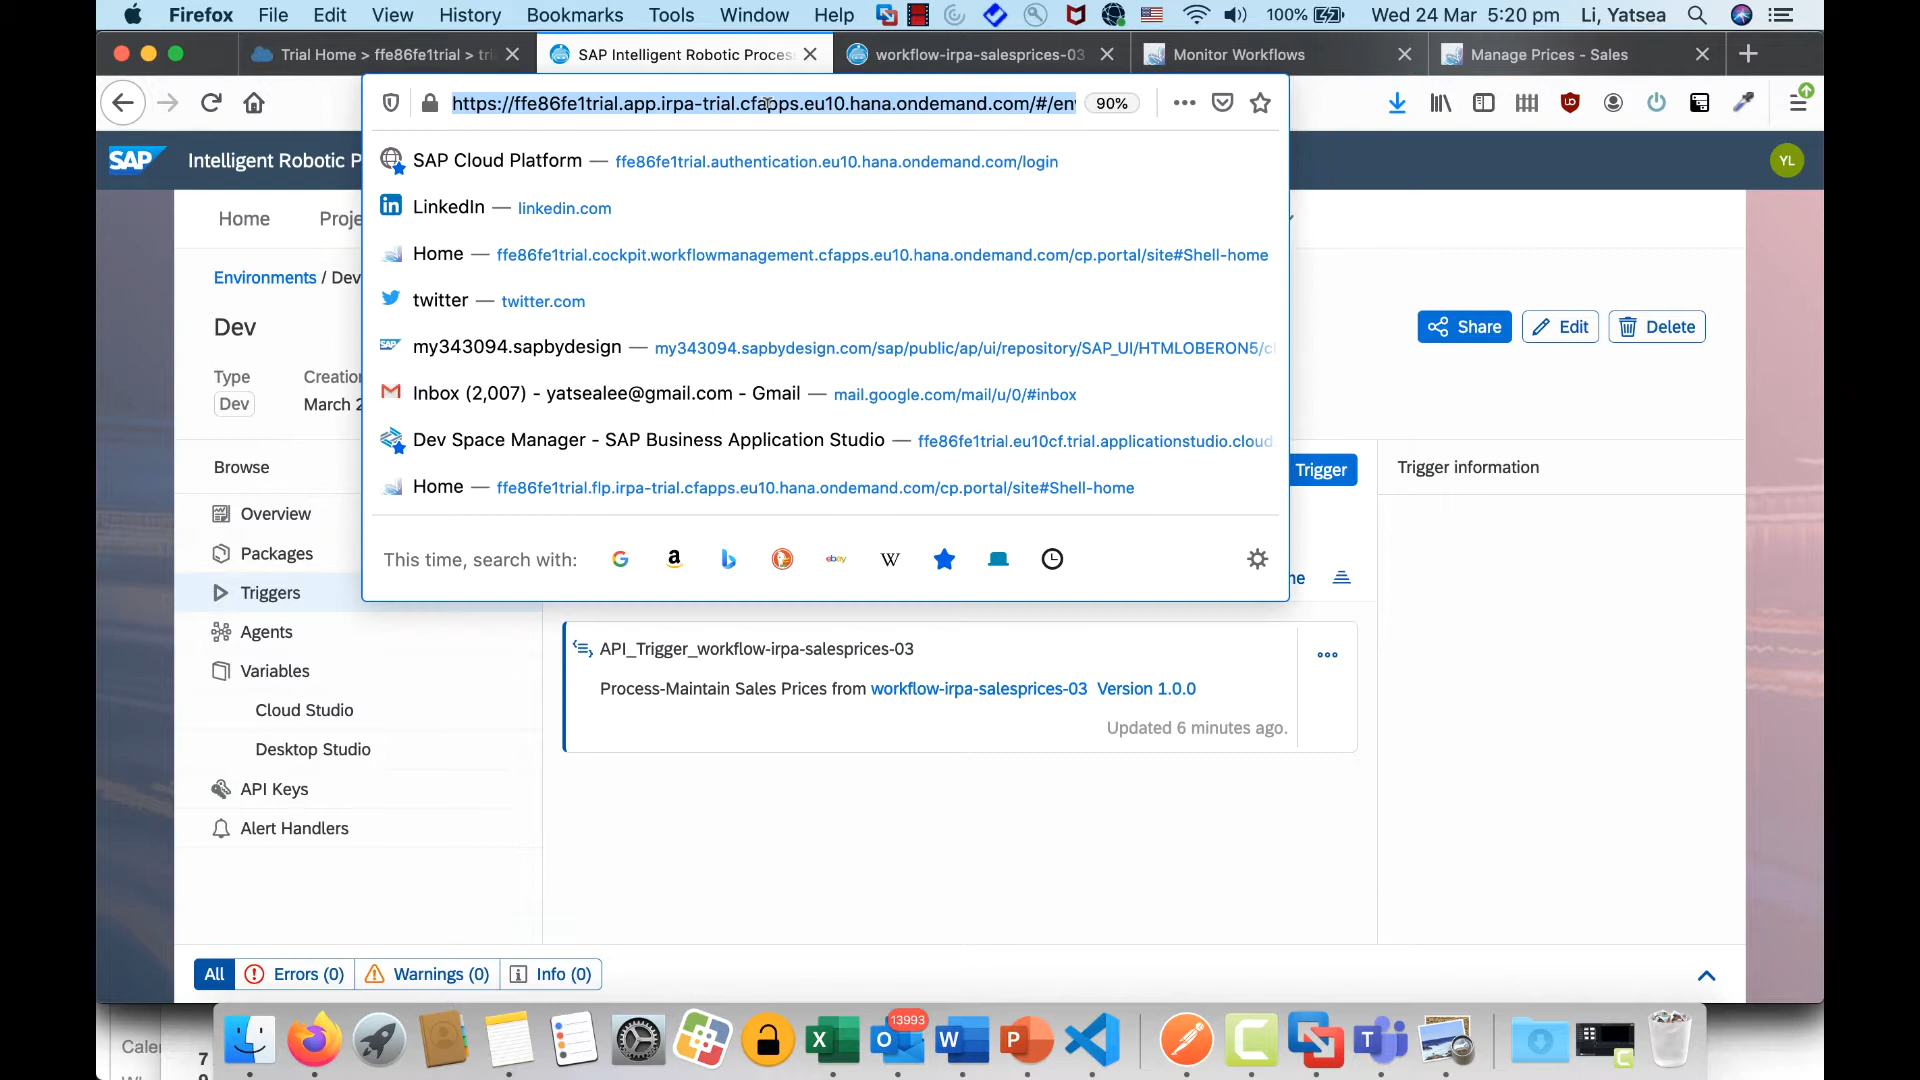 Firefox File Edit View History Bookmarks Tools Window Help 100% Wed 24 Mar 5:20 pm Li, Yatsea
Trial Home > ffe86fe1trial > tri
SAP Intelligent Robotic Process
workflow-irpa-salesprices-03
Monitor Workflows
Manage Prices - Sales
https://ffe86fe1trial.app.irpa-trial.cfapps.eu10.hana.ondemand.com/#/en
90%
SAP Cloud Platform — ffe86fe1trial.authentication.eu10.hana.ondemand.com/login
LinkedIn — linkedin.com
Home — ffe86fe1trial.cockpit.workflowmanagement.cfapps.eu10.hana.ondemand.com/cp.portal/site#Shell-home
twitter — twitter.com
my343094.sapbydesign — my343094.sapbydesign.com/sap/public/ap/ui/repository/SAP_UI/HTMLOBERON5/c
Inbox (2,007) - yatsealee@gmail.com - Gmail — mail.google.com/mail/u/0/#inbox
Dev Space Manager - SAP Business Application Studio — ffe86fe1trial.eu10cf.trial.applicationstudio.cloud
Home — ffe86fe1trial.flp.irpa-trial.cfapps.eu10.hana.ondemand.com/cp.portal/site#Shell-home
This time, search with:
SAP Intelligent Robotic P
YL
Home Proje
Environments / Dev
Dev
Share Edit Delete
Type Creation
Dev March 2
Browse
Overview
Packages
Triggers
Agents
Variables
Cloud Studio
Desktop Studio
API Keys
Alert Handlers
Trigger
Trigger information
me
API_Trigger_workflow-irpa-salesprices-03
Process-Maintain Sales Prices from workflow-irpa-salesprices-03 Version 1.0.0
Updated 6 minutes ago.
All Errors (0) Warnings (0) Info (0)
13993
Caler
7